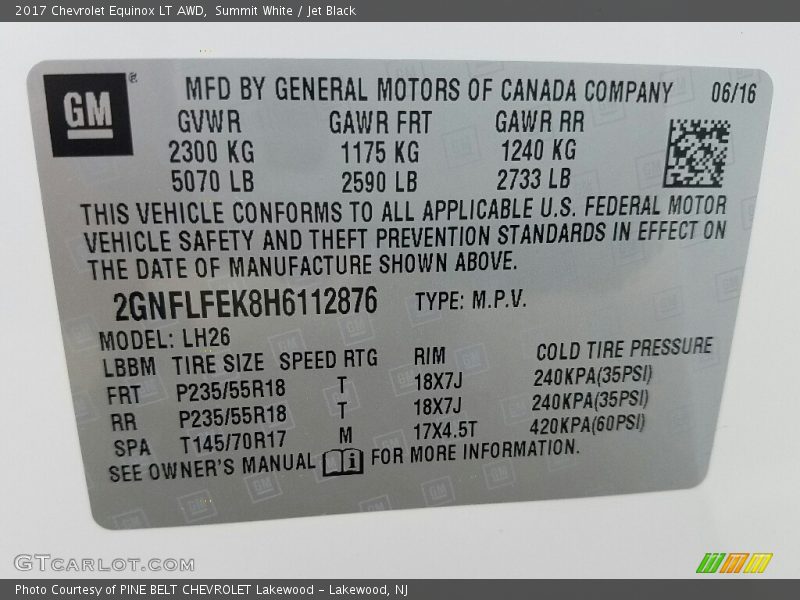 2017 Chevrolet Equinox LT AWD,  Summit White / Jet Black
GM ®
MFD BY GENERAL MOTORS OF CANADA COMPANY 06/16
GVWR GAWR FRT GAWR RR
2300 KG 1175 KG 1240 KG
5070 LB 2590 LB 2733 LB
THIS VEHICLE CONFORMS TO ALL APPLICABLE U.S. FEDERAL MOTOR
VEHICLE SAFETY AND THEFT PREVENTION STANDARDS IN EFFECT ON
THE DATE OF MANUFACTURE SHOWN ABOVE.
2GNFLFEK8H6112876 TYPE: M.P.V.
MODEL: LH26
LBBM TIRE SIZE SPEED RTG RIM COLD TIRE PRESSURE
FRT P235/55R18 T 18X7J 240KPA(35PSI)
RR P235/55R18 T 18X7J 240KPA(35PSI)
SPA T145/70R17 M 17X4.5T 420KPA(60PSI)
SEE OWNER'S MANUAL i FOR MORE INFORMATION.
GTCARLOT.COM
Photo Courtesy of PINE BELT CHEVROLET Lakewood - Lakewood, NJ